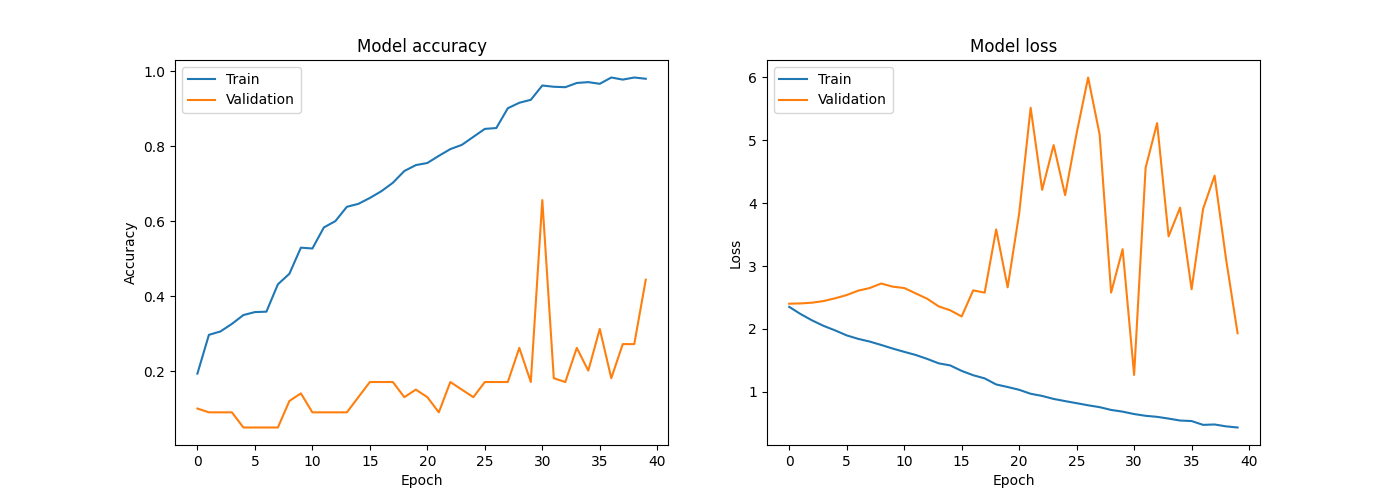 Model accuracy
Train
Validation
1.0
0.8
0.6
0.4
0.2
Accuracy
0 5 10 15 20 25 30 35 40
Epoch
Model loss
Train
Validation
6
5
4
3
2
1
Loss
0 5 10 15 20 25 30 35 40
Epoch